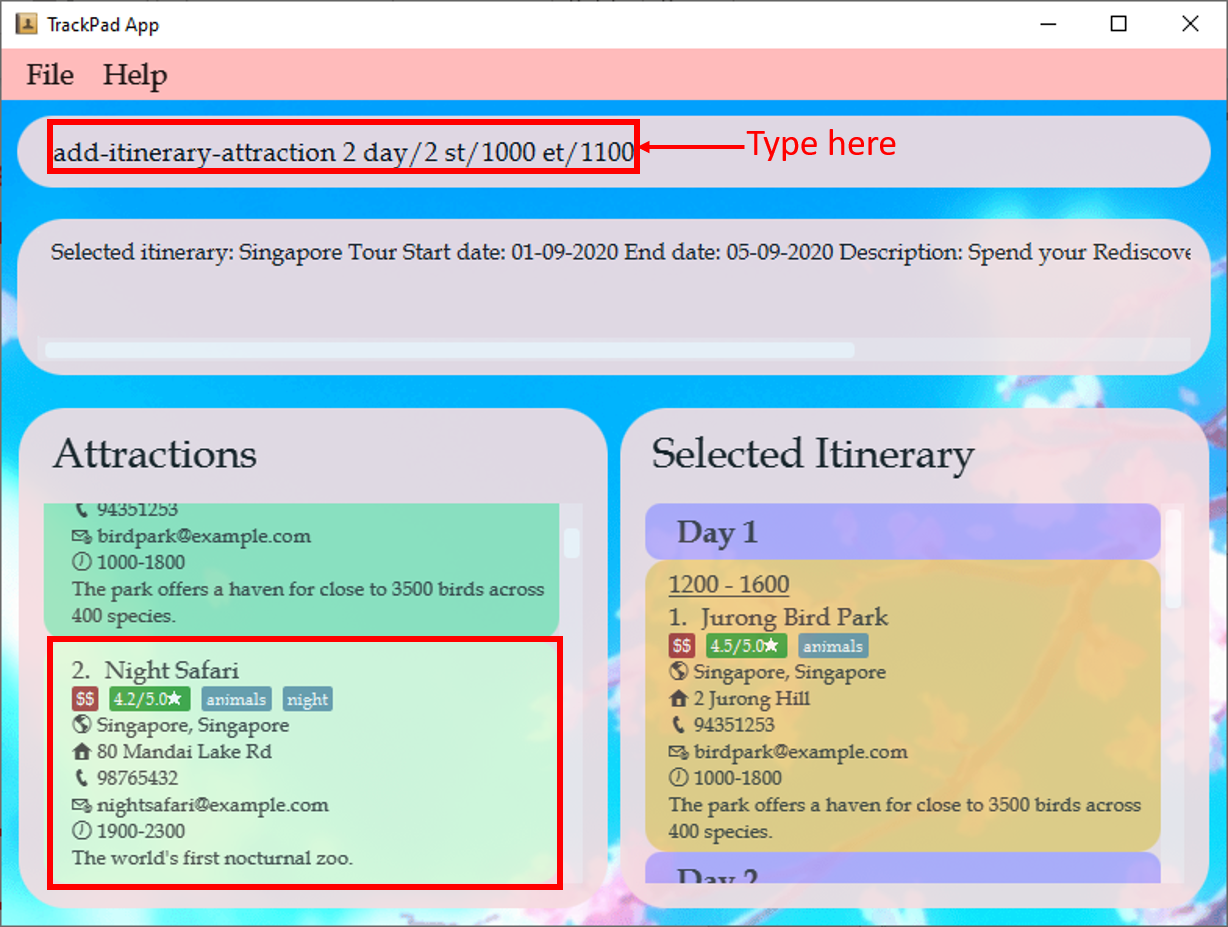 TrackPad App
File Help
add-itinerary-attraction 2 day/2 st/1000 et/1100
Type here
Selected itinerary: Singapore Tour Start date: 01-09-2020 End date: 05-09-2020 Description: Spend your Rediscove
Attractions
94351253
birdpark@example.com
1000-1800
The park offers a haven for close to 3500 birds across
400 species.
2. Night Safari
$$ 4.2/5.0★ animals night
Singapore, Singapore
80 Mandai Lake Rd
98765432
nightsafari@example.com
1900-2300
The world's first nocturnal zoo.
Selected Itinerary
Day 1
1200 - 1600
1. Jurong Bird Park
$$ 4.5/5.0★ animals
Singapore, Singapore
2 Jurong Hill
94351253
birdpark@example.com
1000-1800
The park offers a haven for close to 3500 birds across
400 species.
Day 2